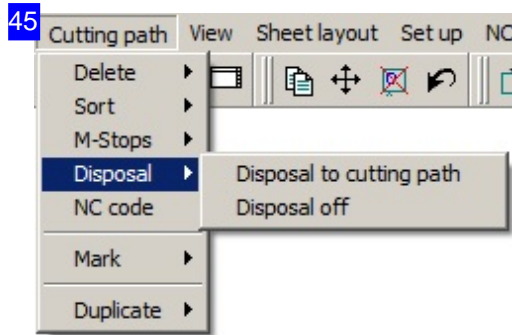 45
Cutting path View Sheet layout Set up NC
Delete
Sort
M-Stops
Disposal
Disposal to cutting path
NC code
Disposal off
Mark
Duplicate